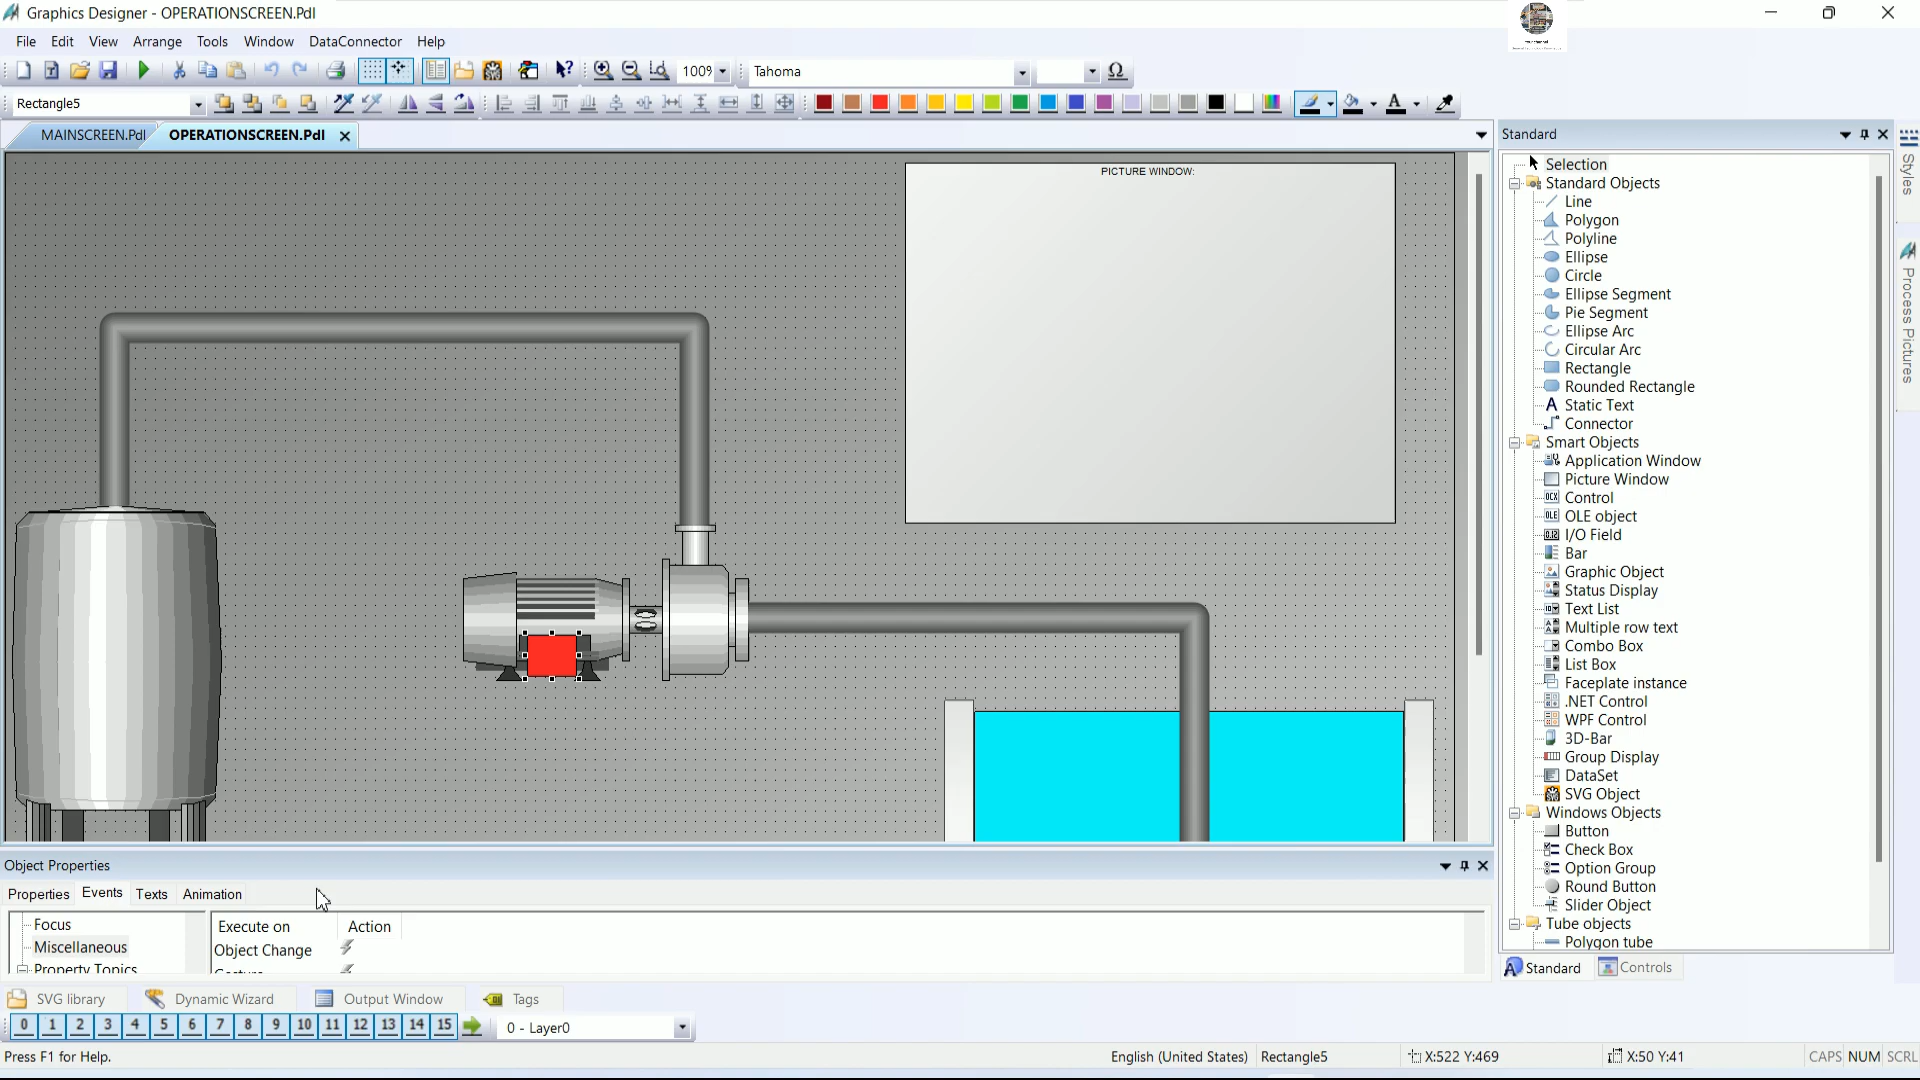 Graphics Designer - OPERATIONSCREEN.Pdl
File Edit View Arrange Tools Window DataConnector Help
100% Tahoma Ω
Rectangle5
MAINSCREEN.Pdl OPERATIONSCREEN.Pdl
PICTURE WINDOW:
Standard
Selection
Standard Objects
Line
Polygon
Polyline
Ellipse
Circle
Ellipse Segment
Pie Segment
Ellipse Arc
Circular Arc
Rectangle
Rounded Rectangle
Static Text
Connector
Smart Objects
Application Window
Picture Window
Control
OLE object
I/O Field
Bar
Graphic Object
Status Display
Text List
Multiple row text
Combo Box
List Box
Faceplate instance
.NET Control
WPF Control
3D-Bar
Group Display
DataSet
SVG Object
Windows Objects
Button
Check Box
Option Group
Round Button
Slider Object
Tube objects
Polygon tube
Standard Controls
Styles
Process Pictures
Object Properties
Properties Events Texts Animation
Focus
Miscellaneous
Property Topics
Execute on Action
Object Change
SVG library Dynamic Wizard Output Window Tags
0 1 2 3 4 5 6 7 8 9 10 11 12 13 14 15 0 - Layer0
Press F1 for Help. English (United States) Rectangle5 X:522 Y:469 X:50 Y:41 CAPS NUM SCRL